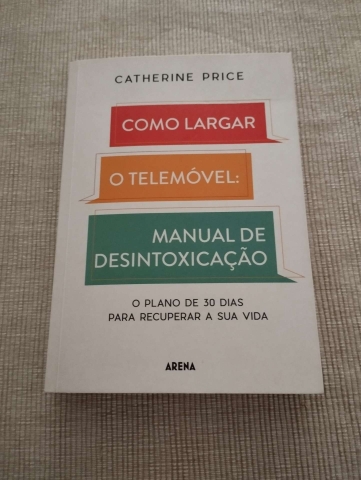 CATHERINE PRICE
COMO LARGAR
O TELEMÓVEL:
MANUAL DE
DESINTOXICAÇÃO
O PLANO DE 30 DIAS
PARA RECUPERAR A SUA VIDA
ARENA